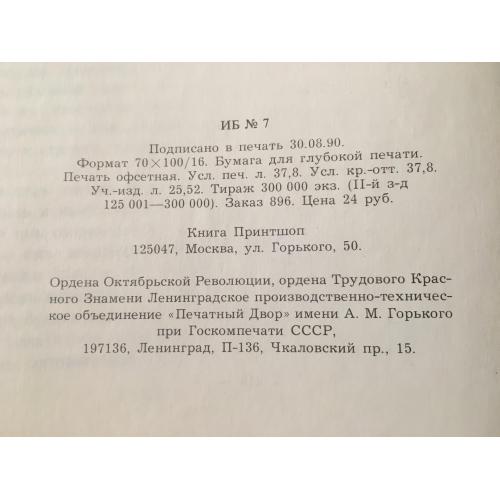 ИБ № 7
Подписано в печать 30.08.90.
Формат 70×100/16. Бумага для глубокой печати.
Печать офсетная. Усл. печ. л. 37,8. Усл. кр.-отт. 37,8.
Уч.-изд. л. 25,52. Тираж 300 000 экз. (II-й з-д
125 001—300 000). Заказ 896. Цена 24 руб.
Книга Принтшоп
125047, Москва, ул. Горького, 50.
Ордена Октябрьской Революции, ордена Трудового Крас-
ного Знамени Ленинградское производственно-техничес-
кое объединение «Печатный Двор» имени А. М. Горького
при Госкомпечати СССР,
197136, Ленинград, П-136, Чкаловский пр., 15.